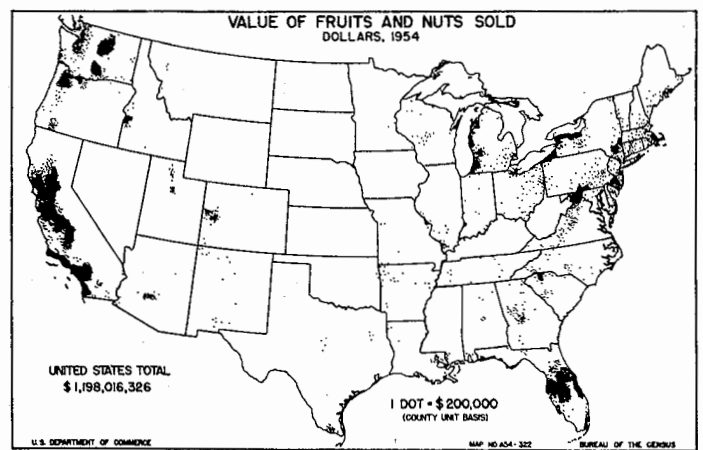 VALUE OF FRUITS AND NUTS SOLD
DOLLARS, 1954
UNITED STATES TOTAL
$1,198,016,326
1 DOT = $200,000
(COUNTY UNIT BASIS)
U.S. DEPARTMENT OF COMMERCE
MAP NO. A54-322
BUREAU OF THE CENSUS